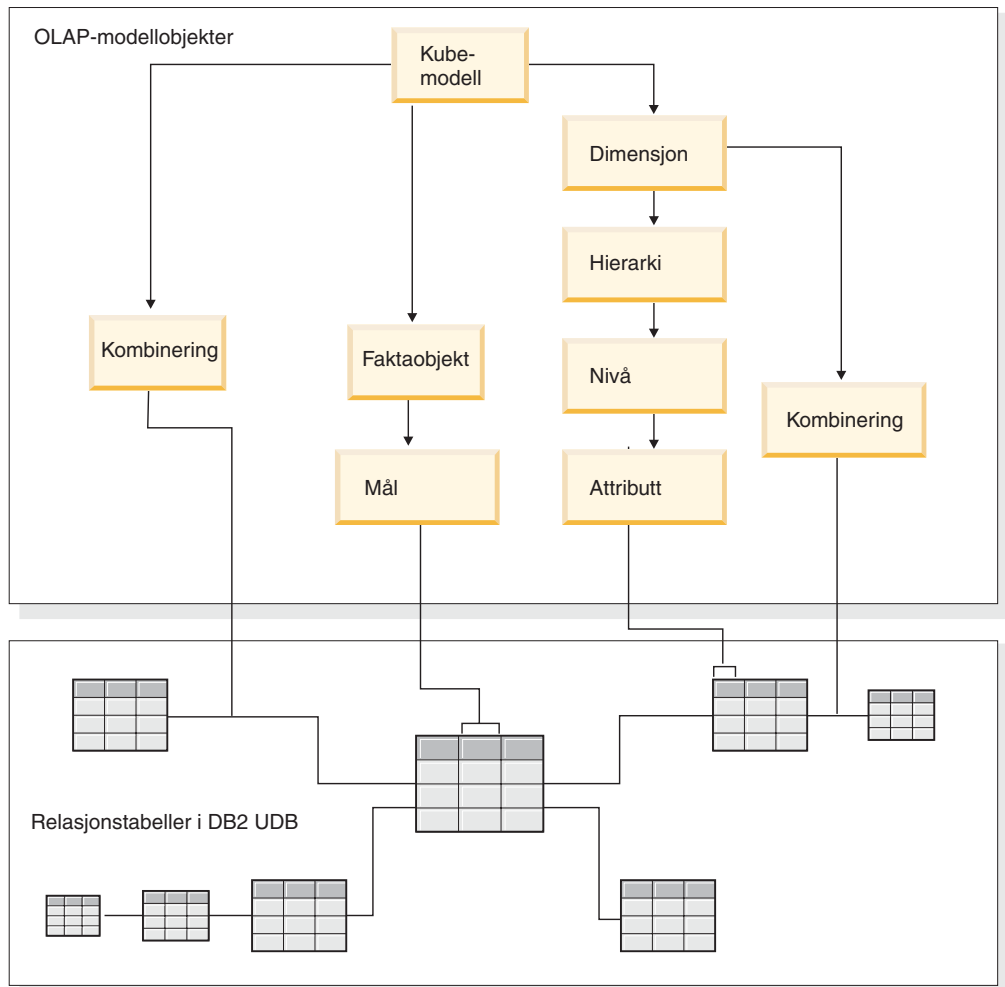 OLAP-modellobjekter
Kube-
modell
Dimensjon
Hierarki
Kombinering
Faktaobjekt
Nivå
Kombinering
Mål
Attributt
Relasjonstabeller i DB2 UDB